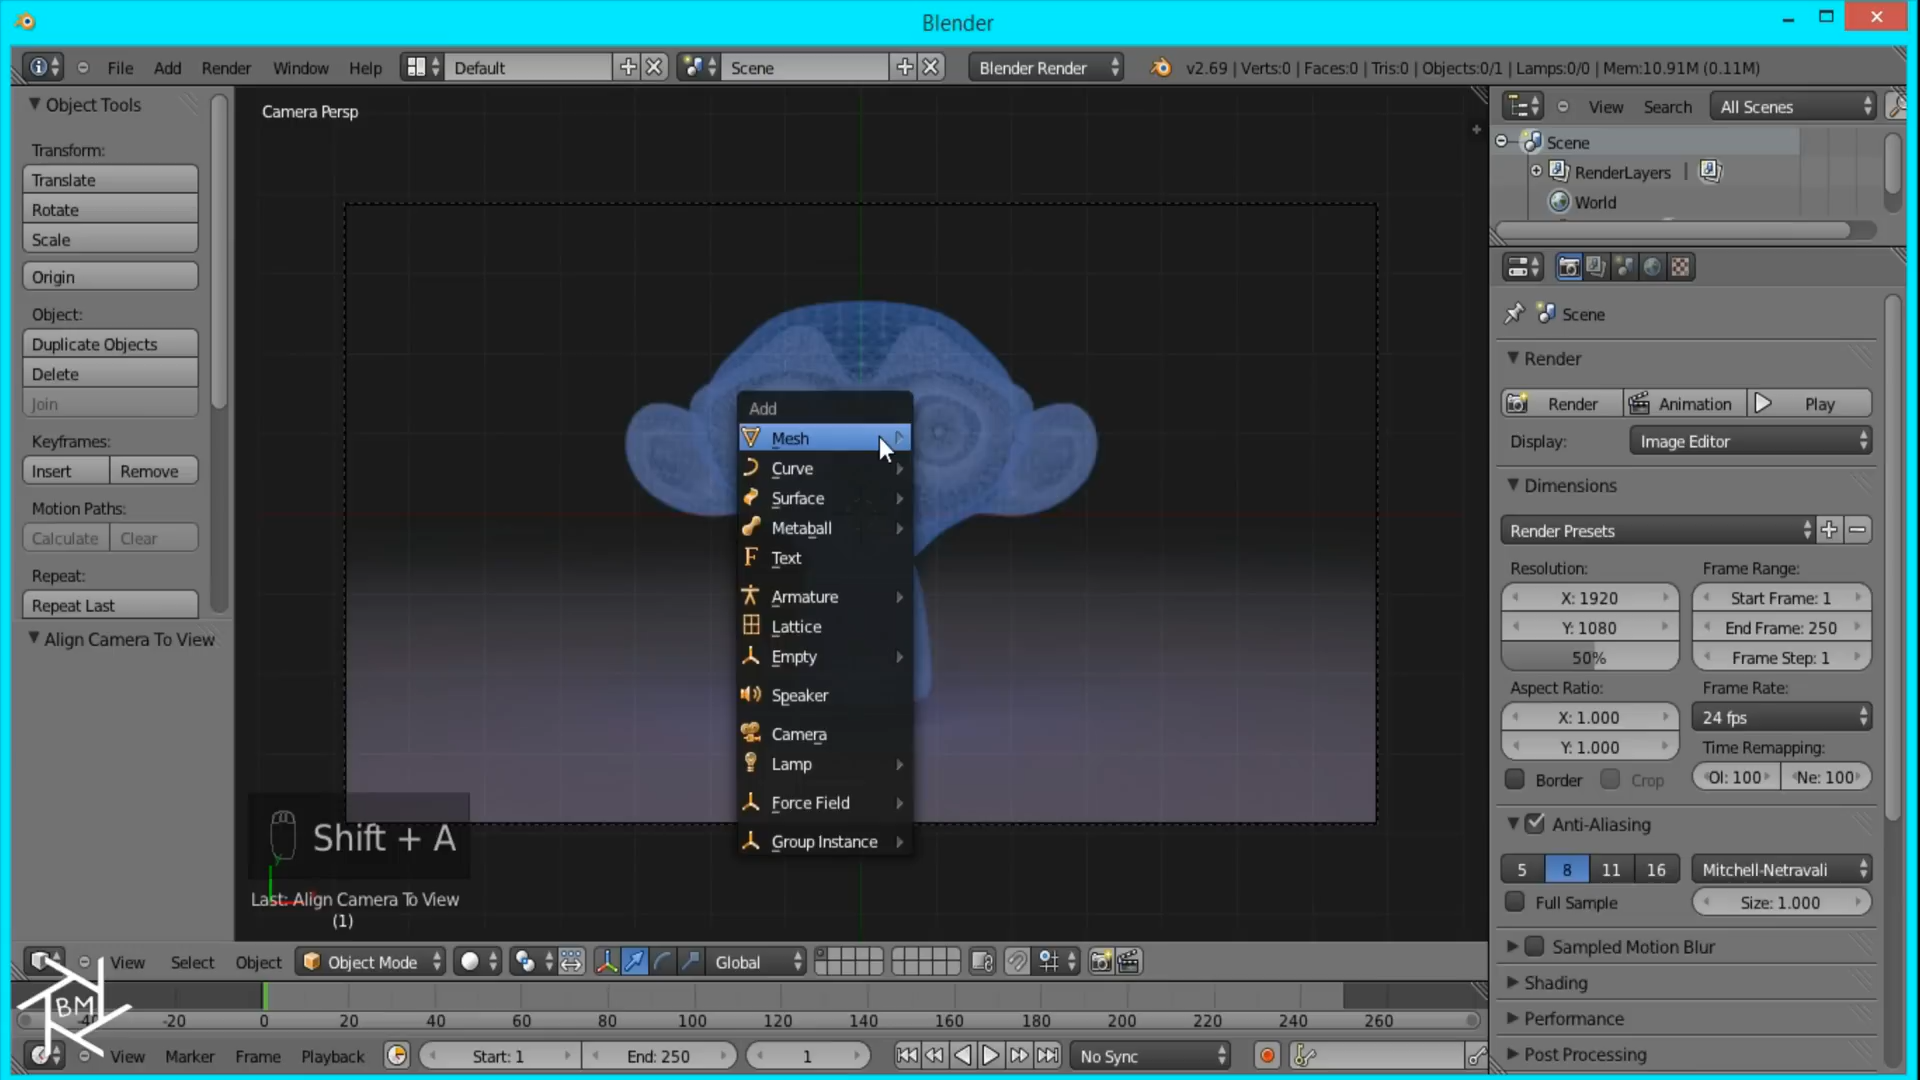 Blender
File Add Render Window Help Default Scene Blender Render v2.69 | Verts:0 | Faces:0 | Tris:0 | Objects:0/1 | Lamps:0/0 | Mem:10.91M (0.11M)
Object Tools
Transform:
Translate
Rotate
Scale
Origin
Object:
Duplicate Objects
Delete
Join
Keyframes:
Insert Remove
Motion Paths:
Calculate Clear
Repeat:
Repeat Last
Align Camera To View
Camera Persp
Add
Mesh
Curve
Surface
Metaball
Text
Armature
Lattice
Empty
Speaker
Camera
Lamp
Force Field
Group Instance
Shift + A
Last: Align Camera To View
(1)
View Search All Scenes
Scene
RenderLayers |
World
Scene
Render
Render Animation Play
Display: Image Editor
Dimensions
Render Presets
Resolution: Frame Range:
X: 1920 Start Frame: 1
Y: 1080 End Frame: 250
50% Frame Step: 1
Aspect Ratio: Frame Rate:
X: 1.000 24 fps
Y: 1.000 Time Remapping:
Border Crop Ol: 100 Ne: 100
Anti-Aliasing
5 8 11 16 Mitchell-Netravali
Full Sample Size: 1.000
Sampled Motion Blur
Shading
Performance
Post Processing
View Select Object Object Mode Global
BM
-40 -20 0 20 40 60 80 100 120 140 160 180 200 220 240 260
View Marker Frame Playback Start: 1 End: 250 1 No Sync